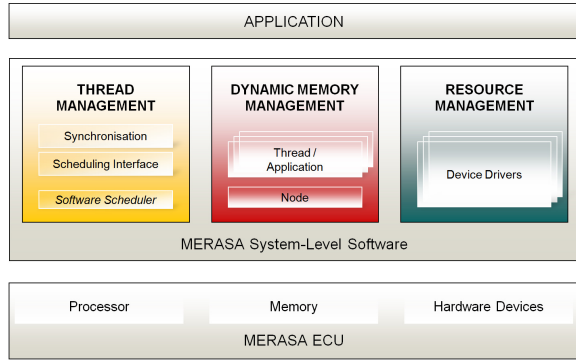 APPLICATION
THREAD
MANAGEMENT
Synchronisation
Scheduling Interface
Software Scheduler
DYNAMIC MEMORY
MANAGEMENT
Thread /
Application
Node
RESOURCE
MANAGEMENT
Device Drivers
MERASA System-Level Software
Processor
Memory
Hardware Devices
MERASA ECU